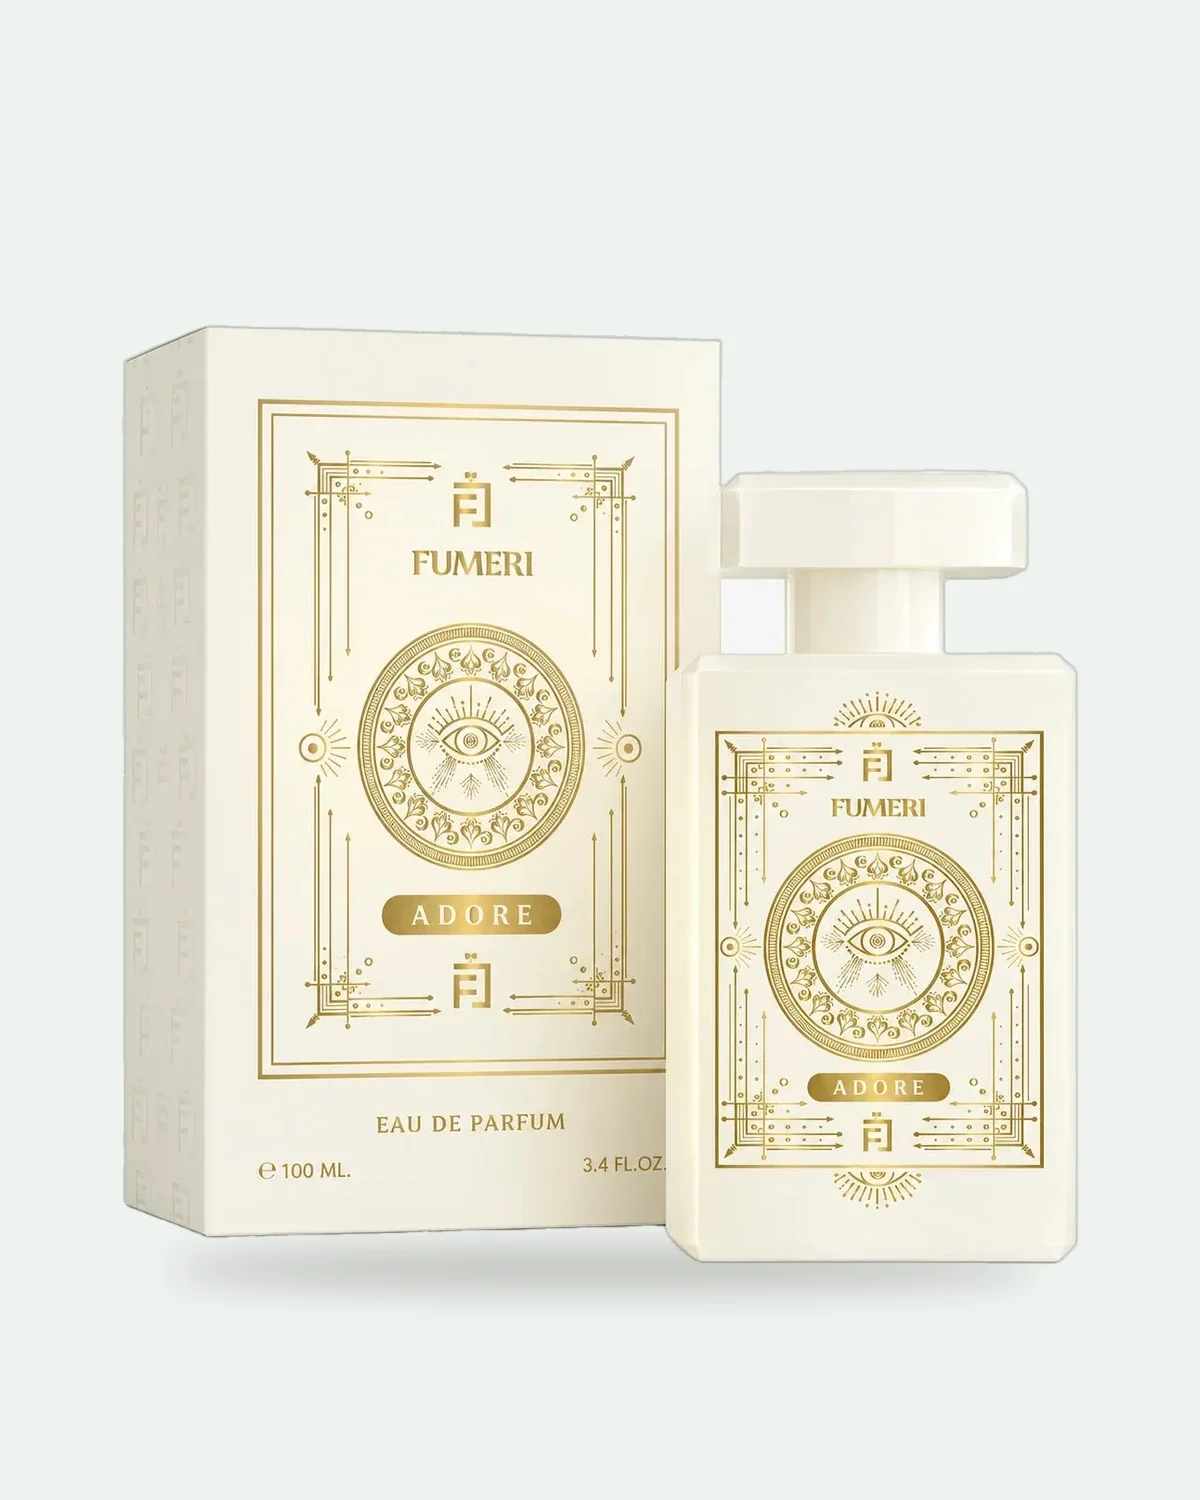 FUMERI
ADORE
EAU DE PARFUM
℮ 100 ML.
3.4 FL.OZ.
FUMERI
ADORE